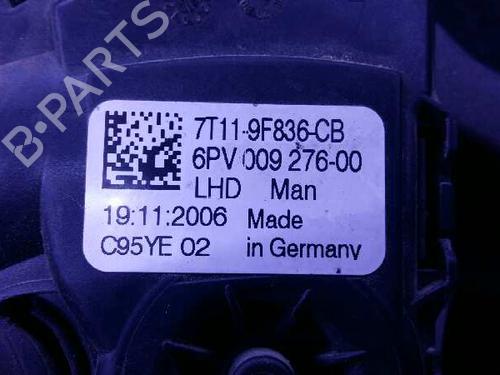 B-PARTS
7T11-9F836-CB
6PV 009 276-00
LHD Man
19:11:2006 Made
C95YE 02 in Germany